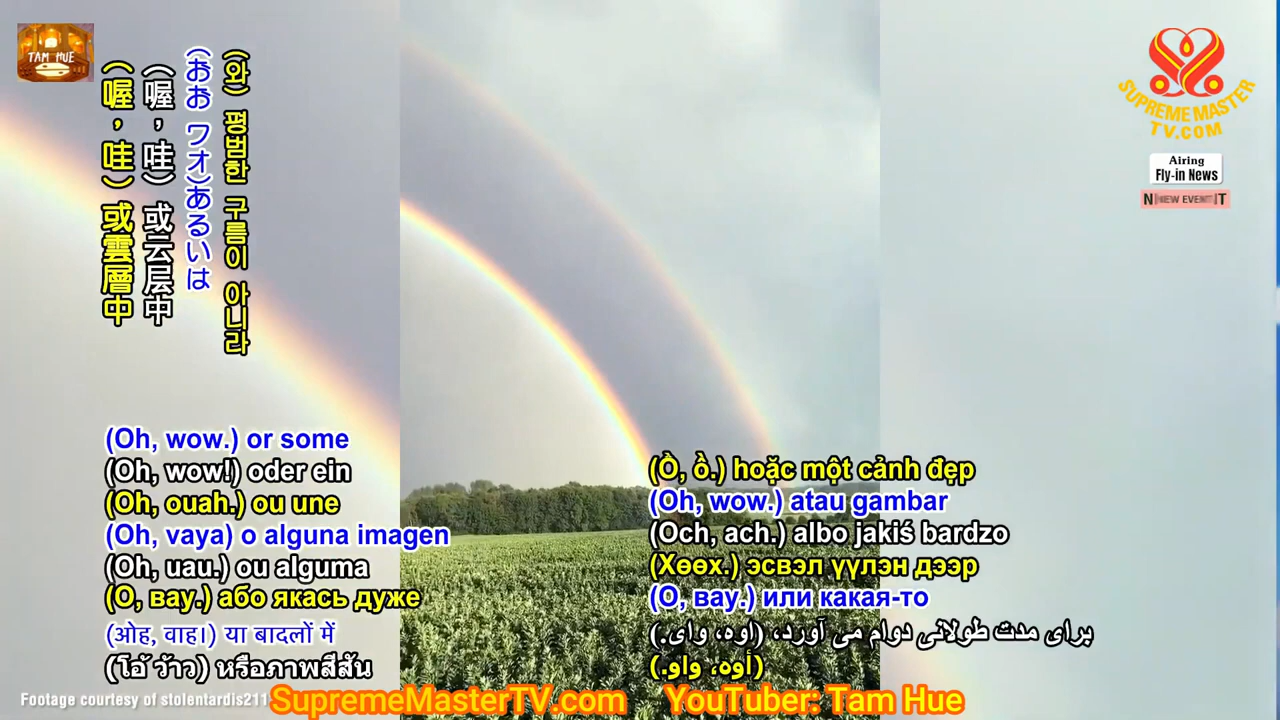 TAM HUE
(와) 평범한 구름이 아니라
(おお ワオ)あるいは
(喔，哇) 或云层中
(喔，哇) 或雲層中
SUPREME MASTER
TV.COM
Airing
Fly-in News
(Oh, wow.) or some
(Oh, wow!) oder ein
(Oh, ouah.) ou une
(Oh, vaya) o alguna imagen
(Oh, uau.) ou alguma
(О, вау.) або якась дуже
(ओह, वाह।) या बादलों में
(โอ้ ว้าว) หรือภาพสีสัน
(Ồ, ồ.) hoặc một cảnh đẹp
(Oh, wow.) atau gambar
(Och, ach.) albo jakiś bardzo
(Хөөх.) эсвэл үүлэн дээр
(О, вау.) или какая-то
برای مدت طولانی دوام می آورد، (اوه، وای.)
(أوه، واو.)
Footage courtesy of stolentardis211
SupremeMasterTV.com YouTuber: Tam Hue